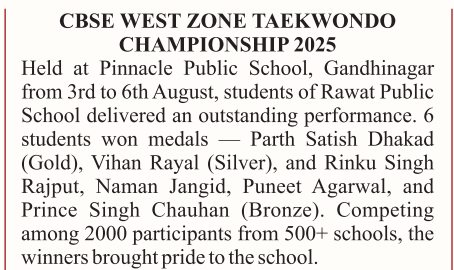 CBSE WEST ZONE TAEKWONDO
CHAMPIONSHIP 2025
Held at Pinnacle Public School, Gandhinagar
from 3rd to 6th August, students of Rawat Public
School delivered an outstanding performance. 6
students won medals — Parth Satish Dhakad
(Gold), Vihan Rayal (Silver), and Rinku Singh
Rajput, Naman Jangid, Puneet Agarwal, and
Prince Singh Chauhan (Bronze). Competing
among 2000 participants from 500+ schools, the
winners brought pride to the school.